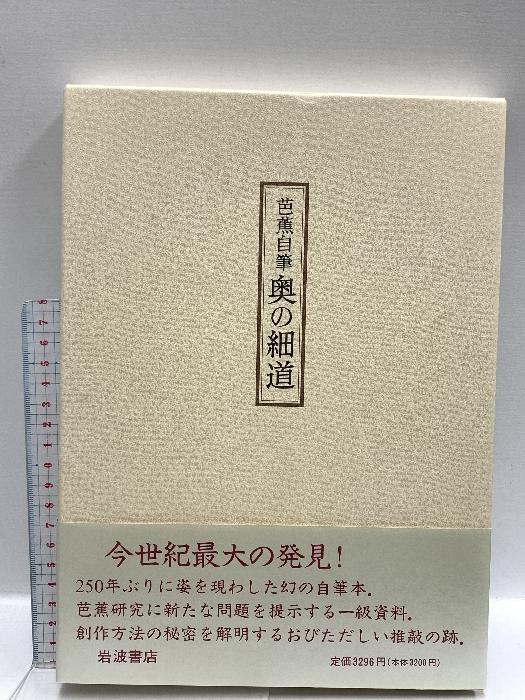 芭蕉自筆 奥の細道
今世紀最大の発見!
250年ぶりに姿を現わした幻の自筆本.
芭蕉研究に新たな問題を提示する一級資料.
創作方法の秘密を解明するおびただしい推敲の跡.
岩波書店 定価3296円(本体3200円)